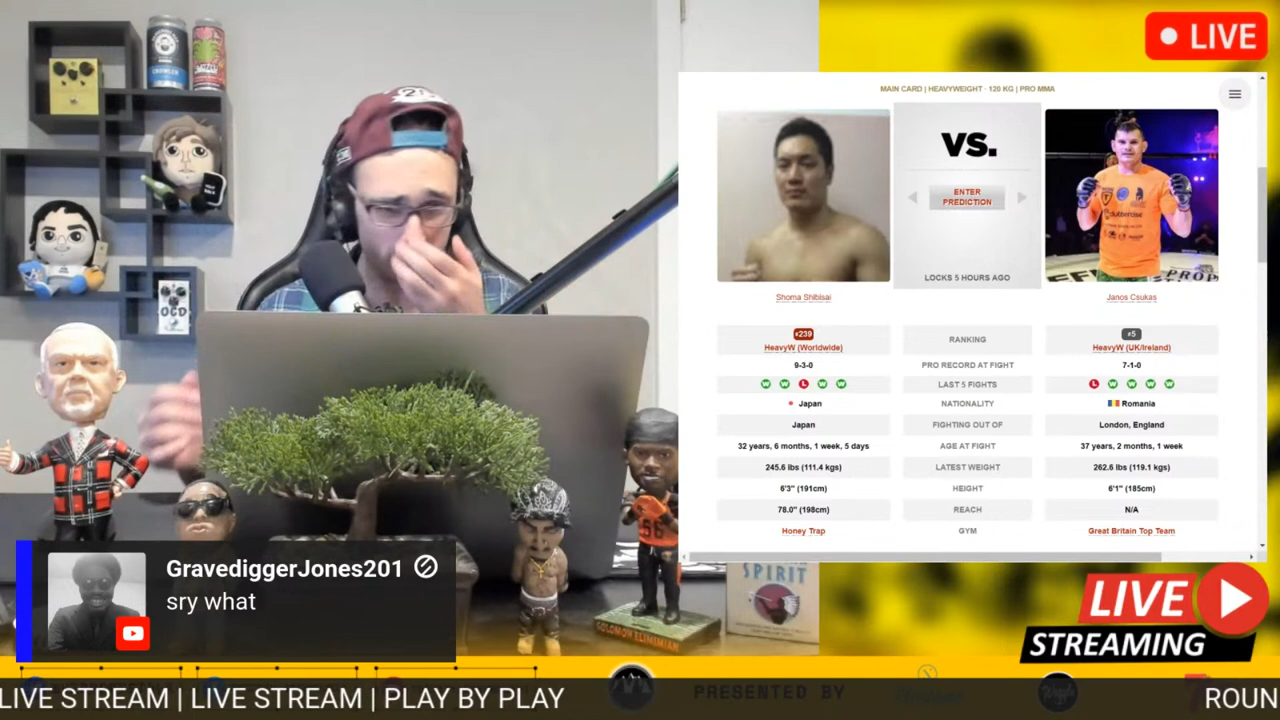 LIVE
MAIN CARD | HEAVYWEIGHT · 120 KG | PRO MMA
VS.
ENTER
PREDICTION
LOCKS 5 HOURS AGO
Shoma Shibisai
Janos Csukas
#239
HeavyW (Worldwide)
RANKING
#5
HeavyW (UK/Ireland)
9-3-0
PRO RECORD AT FIGHT
7-1-0
W W L W W
LAST 5 FIGHTS
L W W W W
Japan
NATIONALITY
Romania
Japan
FIGHTING OUT OF
London, England
32 years, 6 months, 1 week, 5 days
AGE AT FIGHT
37 years, 2 months, 1 week
245.6 lbs (111.4 kgs)
LATEST WEIGHT
262.6 lbs (119.1 kgs)
6'3" (191cm)
HEIGHT
6'1" (185cm)
78.0" (198cm)
REACH
N/A
Honey Trap
GYM
Great Britain Top Team
OCD
GravediggerJones201
sry what
SPIRIT
SOLOMON ELIMIMIAN
LIVE
STREAMING
PRESENTED BY
LIVE STREAM | LIVE STREAM | PLAY BY PLAY
ROUN